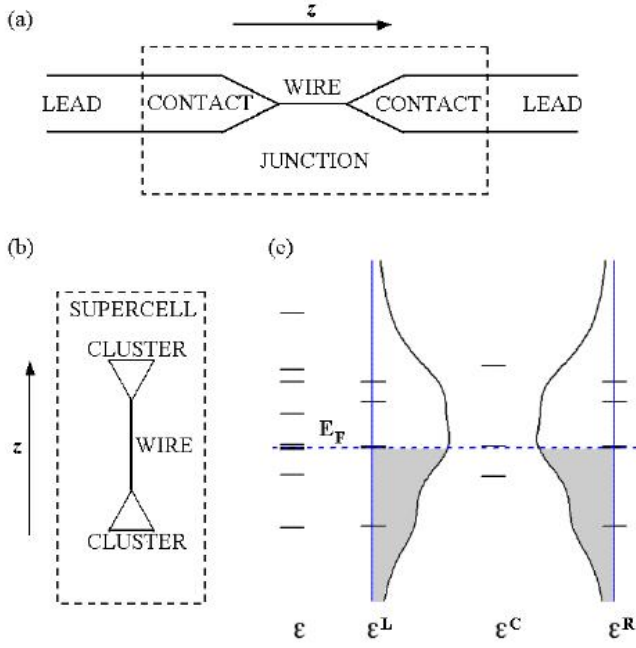 (a)
z
LEAD CONTACT WIRE CONTACT LEAD
JUNCTION
(b)
SUPERCELL
CLUSTER
z
WIRE
CLUSTER
(c)
E_F
ε ε^L ε^C ε^R